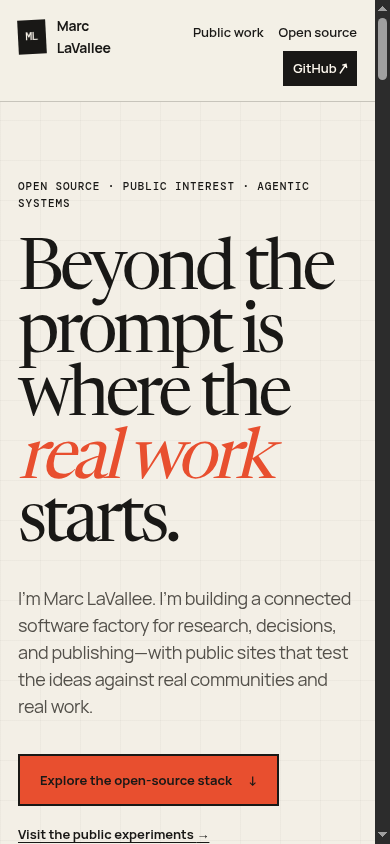 ML
Marc
LaVallee
Public work
Open source
GitHub ↗
OPEN SOURCE · PUBLIC INTEREST · AGENTIC
SYSTEMS
Beyond the
prompt is
where the
real work
starts.
I'm Marc LaVallee. I'm building a connected
software factory for research, decisions,
and publishing—with public sites that test
the ideas against real communities and
real work.
Explore the open-source stack ↓
Visit the public experiments →